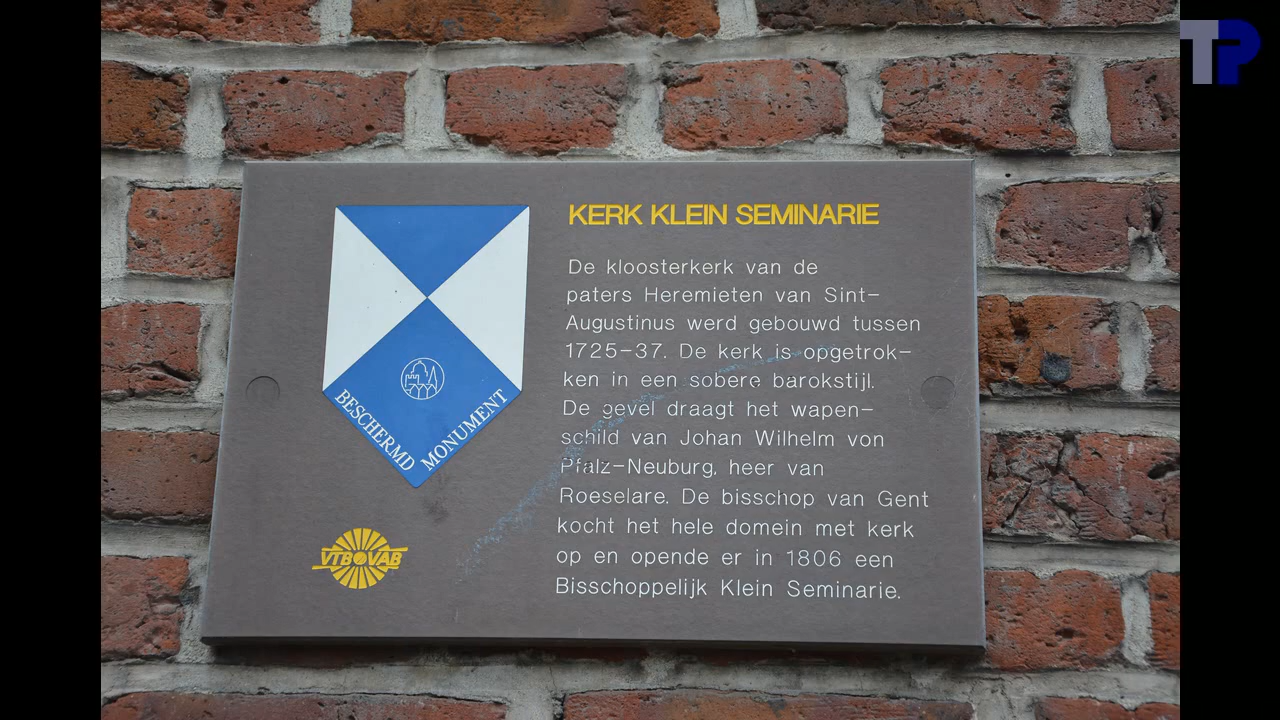 TP
KERK KLEIN SEMINARIE
De kloosterkerk van de
paters Heremieten van Sint-
Augustinus werd gebouwd tussen
1725-37. De kerk is opgetrok-
ken in een sobere barokstijl.
De gevel draagt het wapen-
schild van Johan Wilhelm von
Pfalz-Neuburg, heer van
Roeselare. De bisschop van Gent
kocht het hele domein met kerk
op en opende er in 1806 een
Bisschoppelijk Klein Seminarie.
BESCHERMD
MONUMENT
VTB VAB